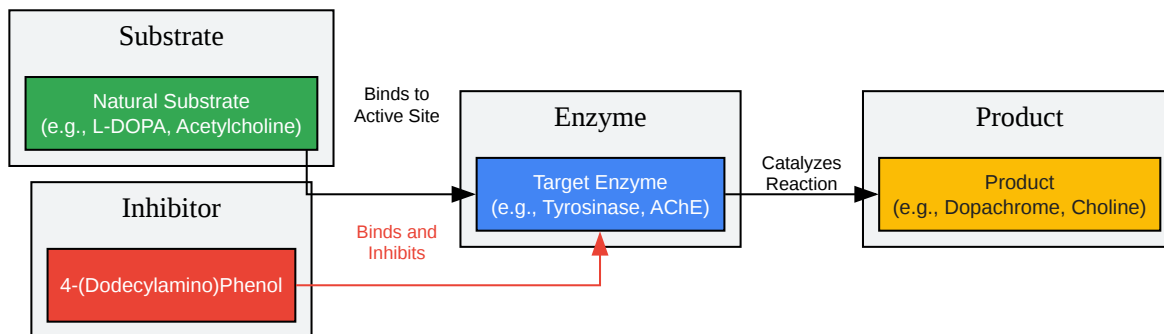 Substrate
Natural Substrate
(e.g., L-DOPA, Acetylcholine)
Binds to
Active Site
Enzyme
Target Enzyme
(e.g., Tyrosinase, AChE)
Catalyzes
Reaction
Product
Product
(e.g., Dopachrome, Choline)
Inhibitor
4-(Dodecylamino)Phenol
Binds and
Inhibits